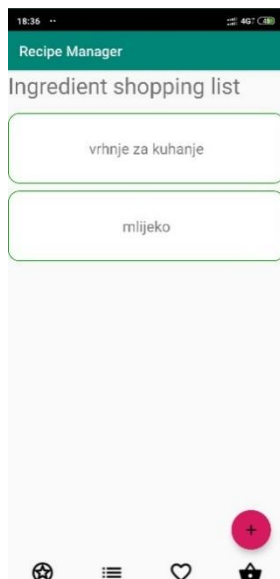 18:36
4G
Recipe Manager
Ingredient shopping list
vrhnje za kuhanje
mlijeko
+